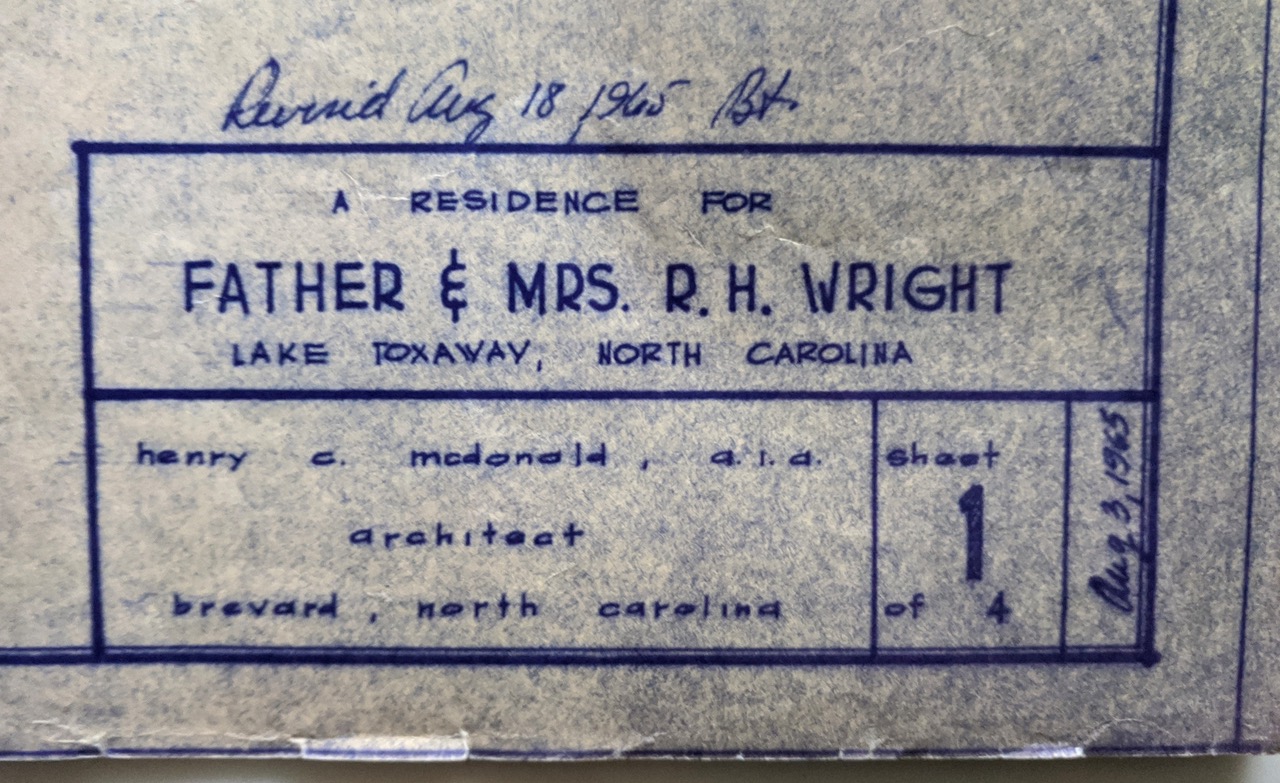 Revised Aug 18 1965
A RESIDENCE FOR
FATHER & MRS. R. H. WRIGHT
LAKE TOXAWAY, NORTH CAROLINA
henry c. mcdonald, a.i.a.
architect
brevard, north carolina
sheet
1
of 4
Aug 3, 1965